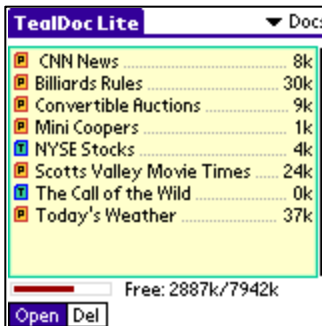 TealDoc Lite Docs
P CNN News 8k
P Billiards Rules 30k
P Convertible Auctions 9k
P Mini Coopers 1k
T NYSE Stocks 4k
P Scotts Valley Movie Times 24k
T The Call of the Wild 0k
P Today's Weather 37k
Free: 2887k/7942k
Open Del